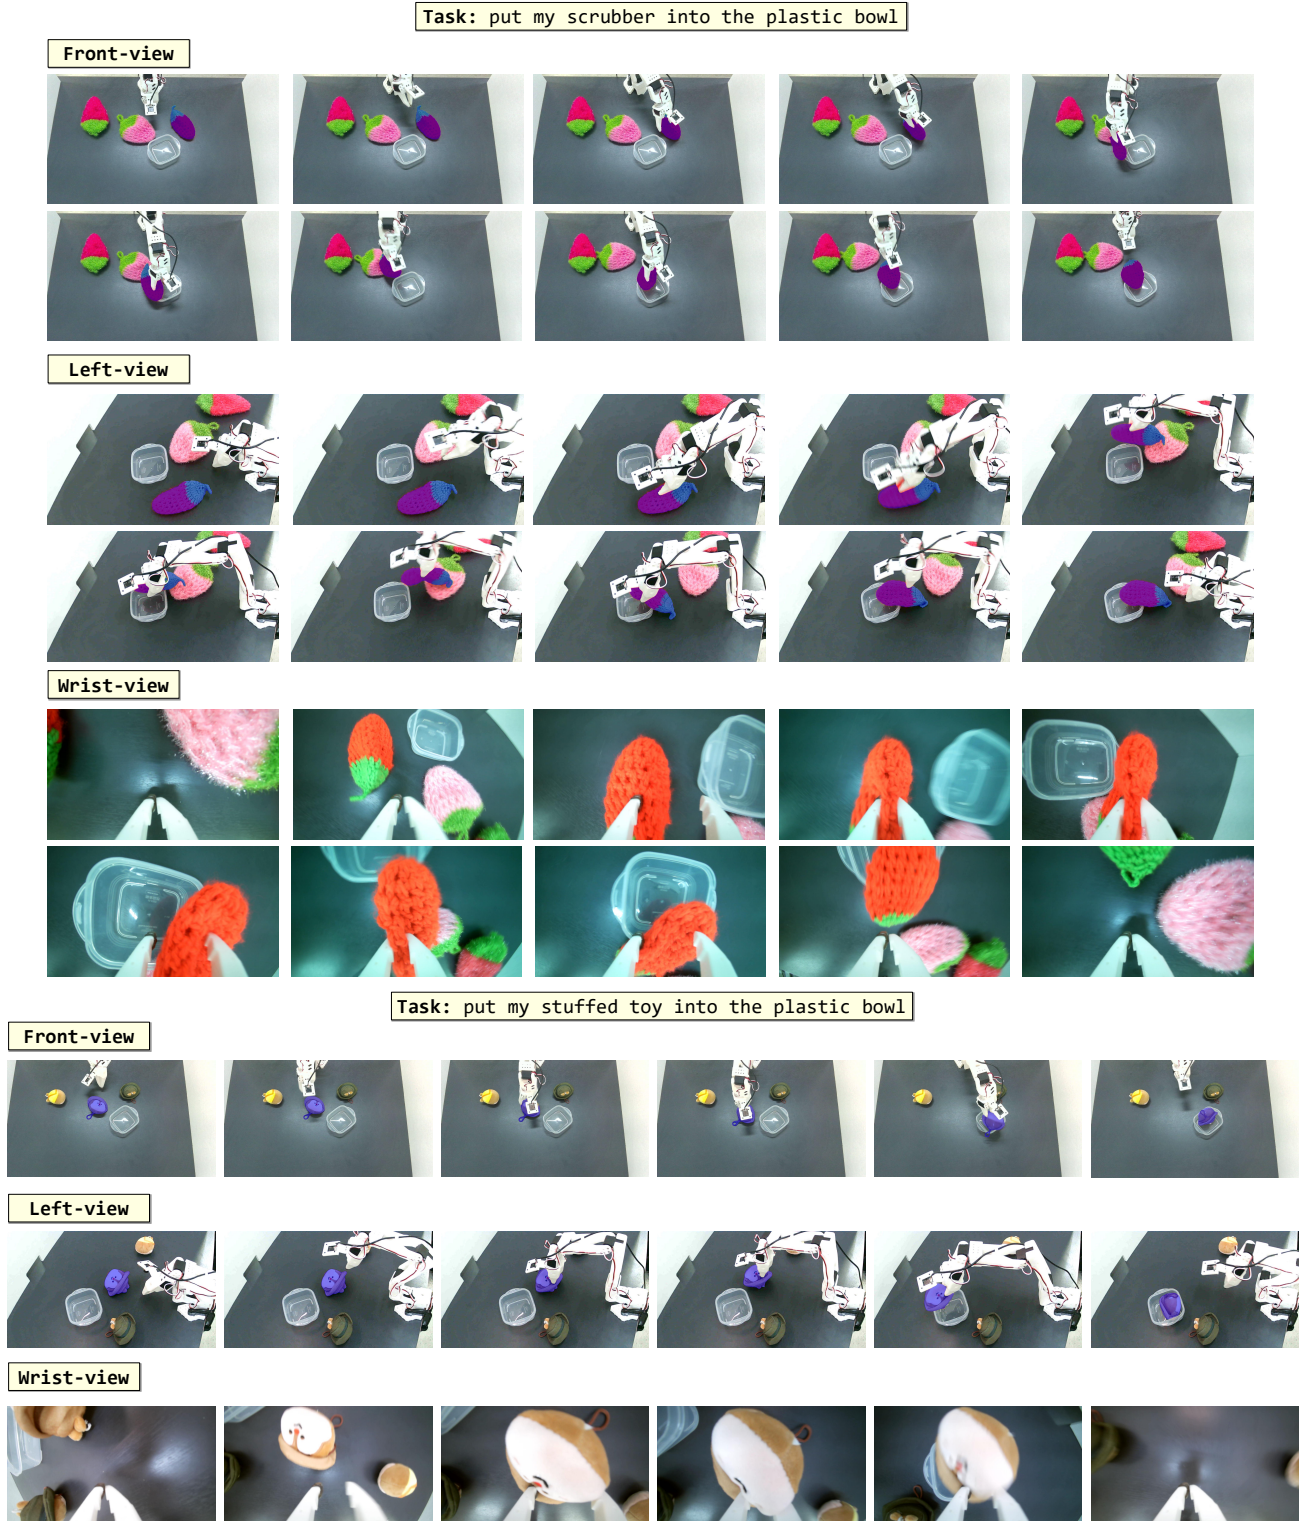 Task: put my scrubber into the plastic bowl
Front-view
Left-view
Wrist-view
Task: put my stuffed toy into the plastic bowl
Front-view
Left-view
Wrist-view